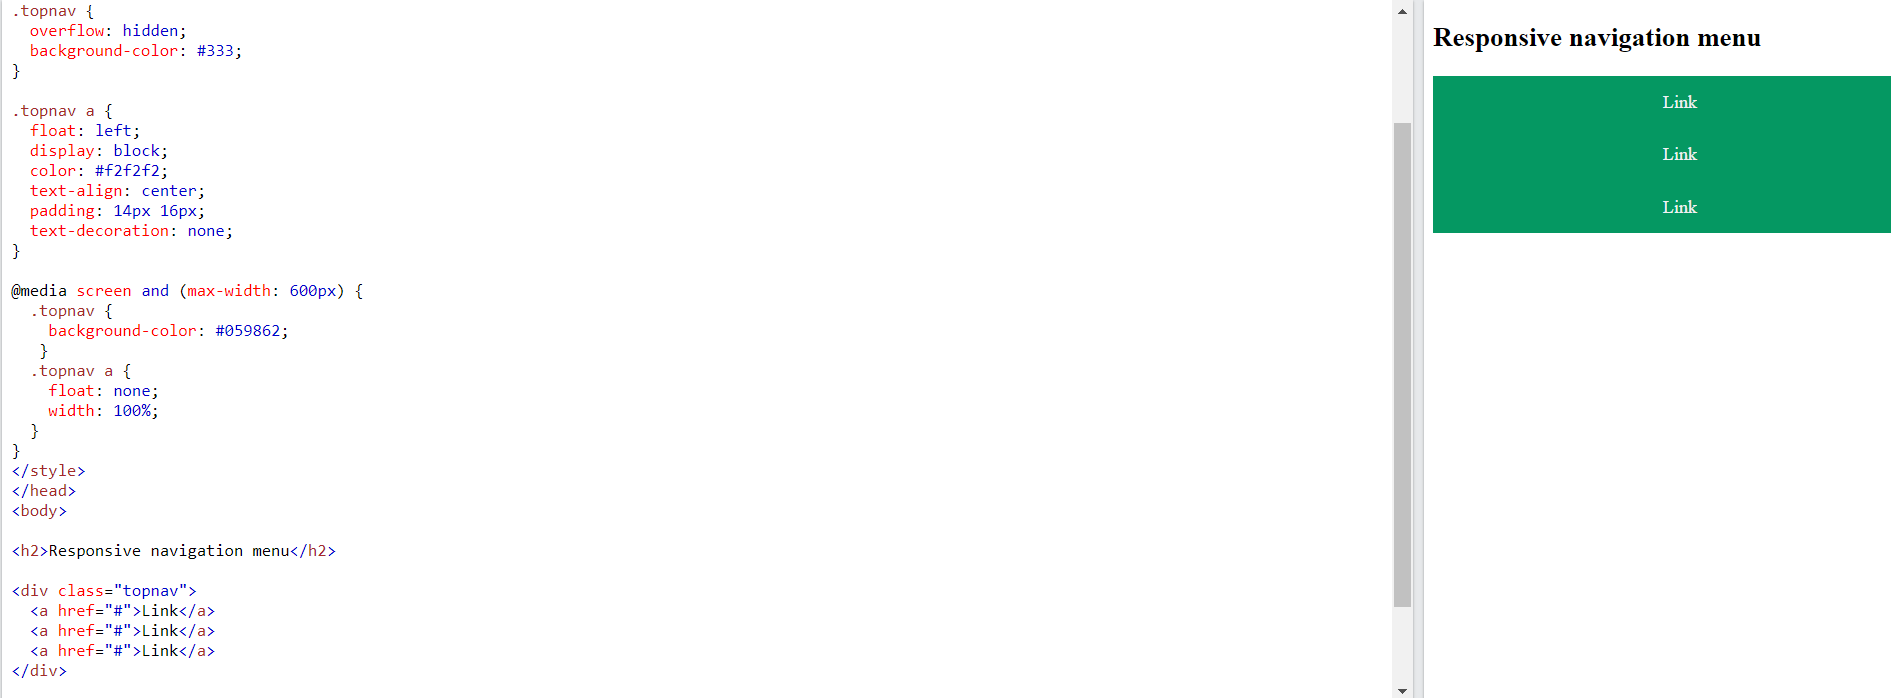 .topnav {
  overflow: hidden;
  background-color: #333;
}
.topnav a {
  float: left;
  display: block;
  color: #f2f2f2;
  text-align: center;
  padding: 14px 16px;
  text-decoration: none;
}
@media screen and (max-width: 600px) {
  .topnav {
    background-color: #059862;
   }
  .topnav a {
    float: none;
    width: 100%;
  }
}
</style>
</head>
<body>
<h2>Responsive navigation menu</h2>
<div class="topnav">
  <a href="#">Link</a>
  <a href="#">Link</a>
  <a href="#">Link</a>
</div>
Responsive navigation menu
Link
Link
Link